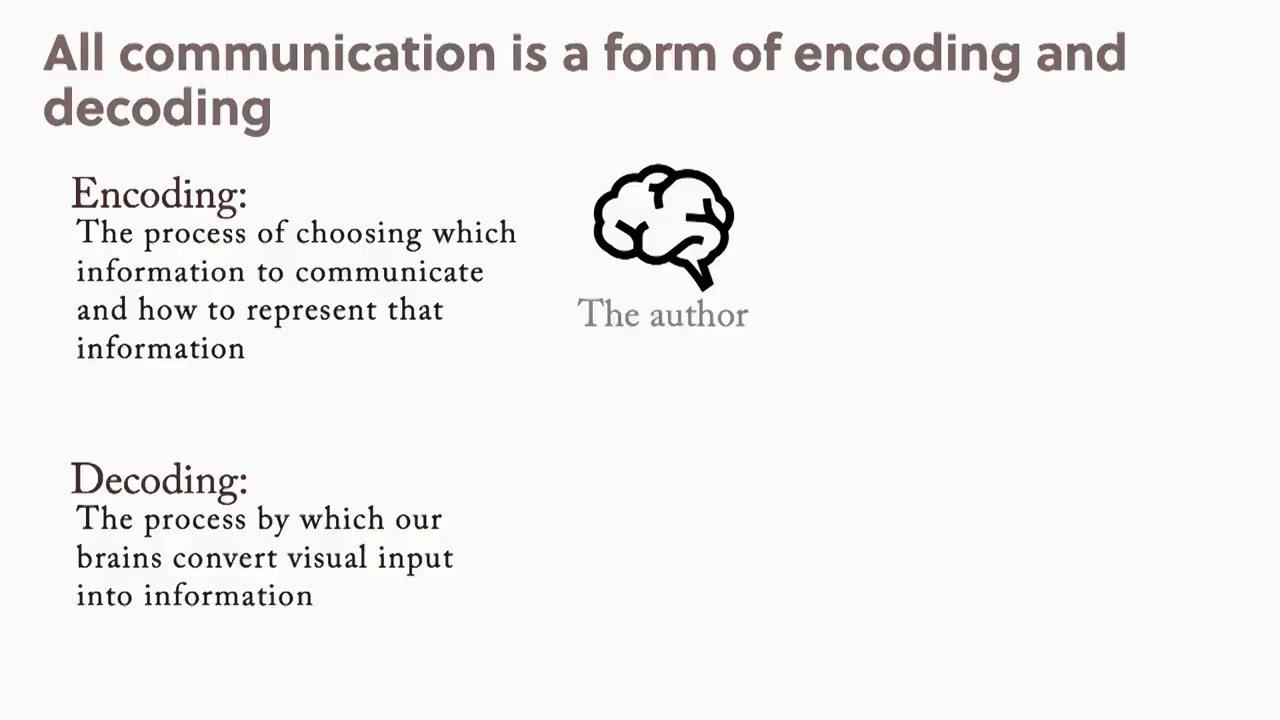 All communication is a form of encoding and
decoding
Encoding:
The process of choosing which
information to communicate
and how to represent that
information
The author
Decoding:
The process by which our
brains convert visual input
into information